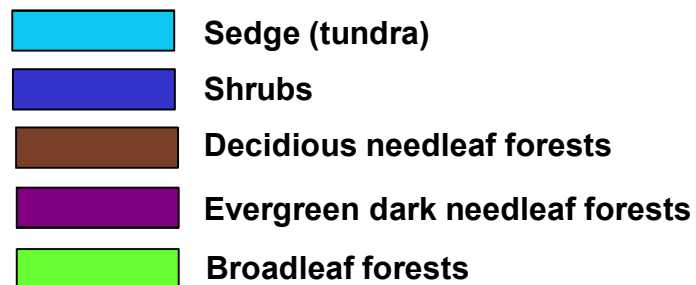 Sedge (tundra)
Shrubs
Decidious needleaf forests
Evergreen dark needleaf forests
Broadleaf forests